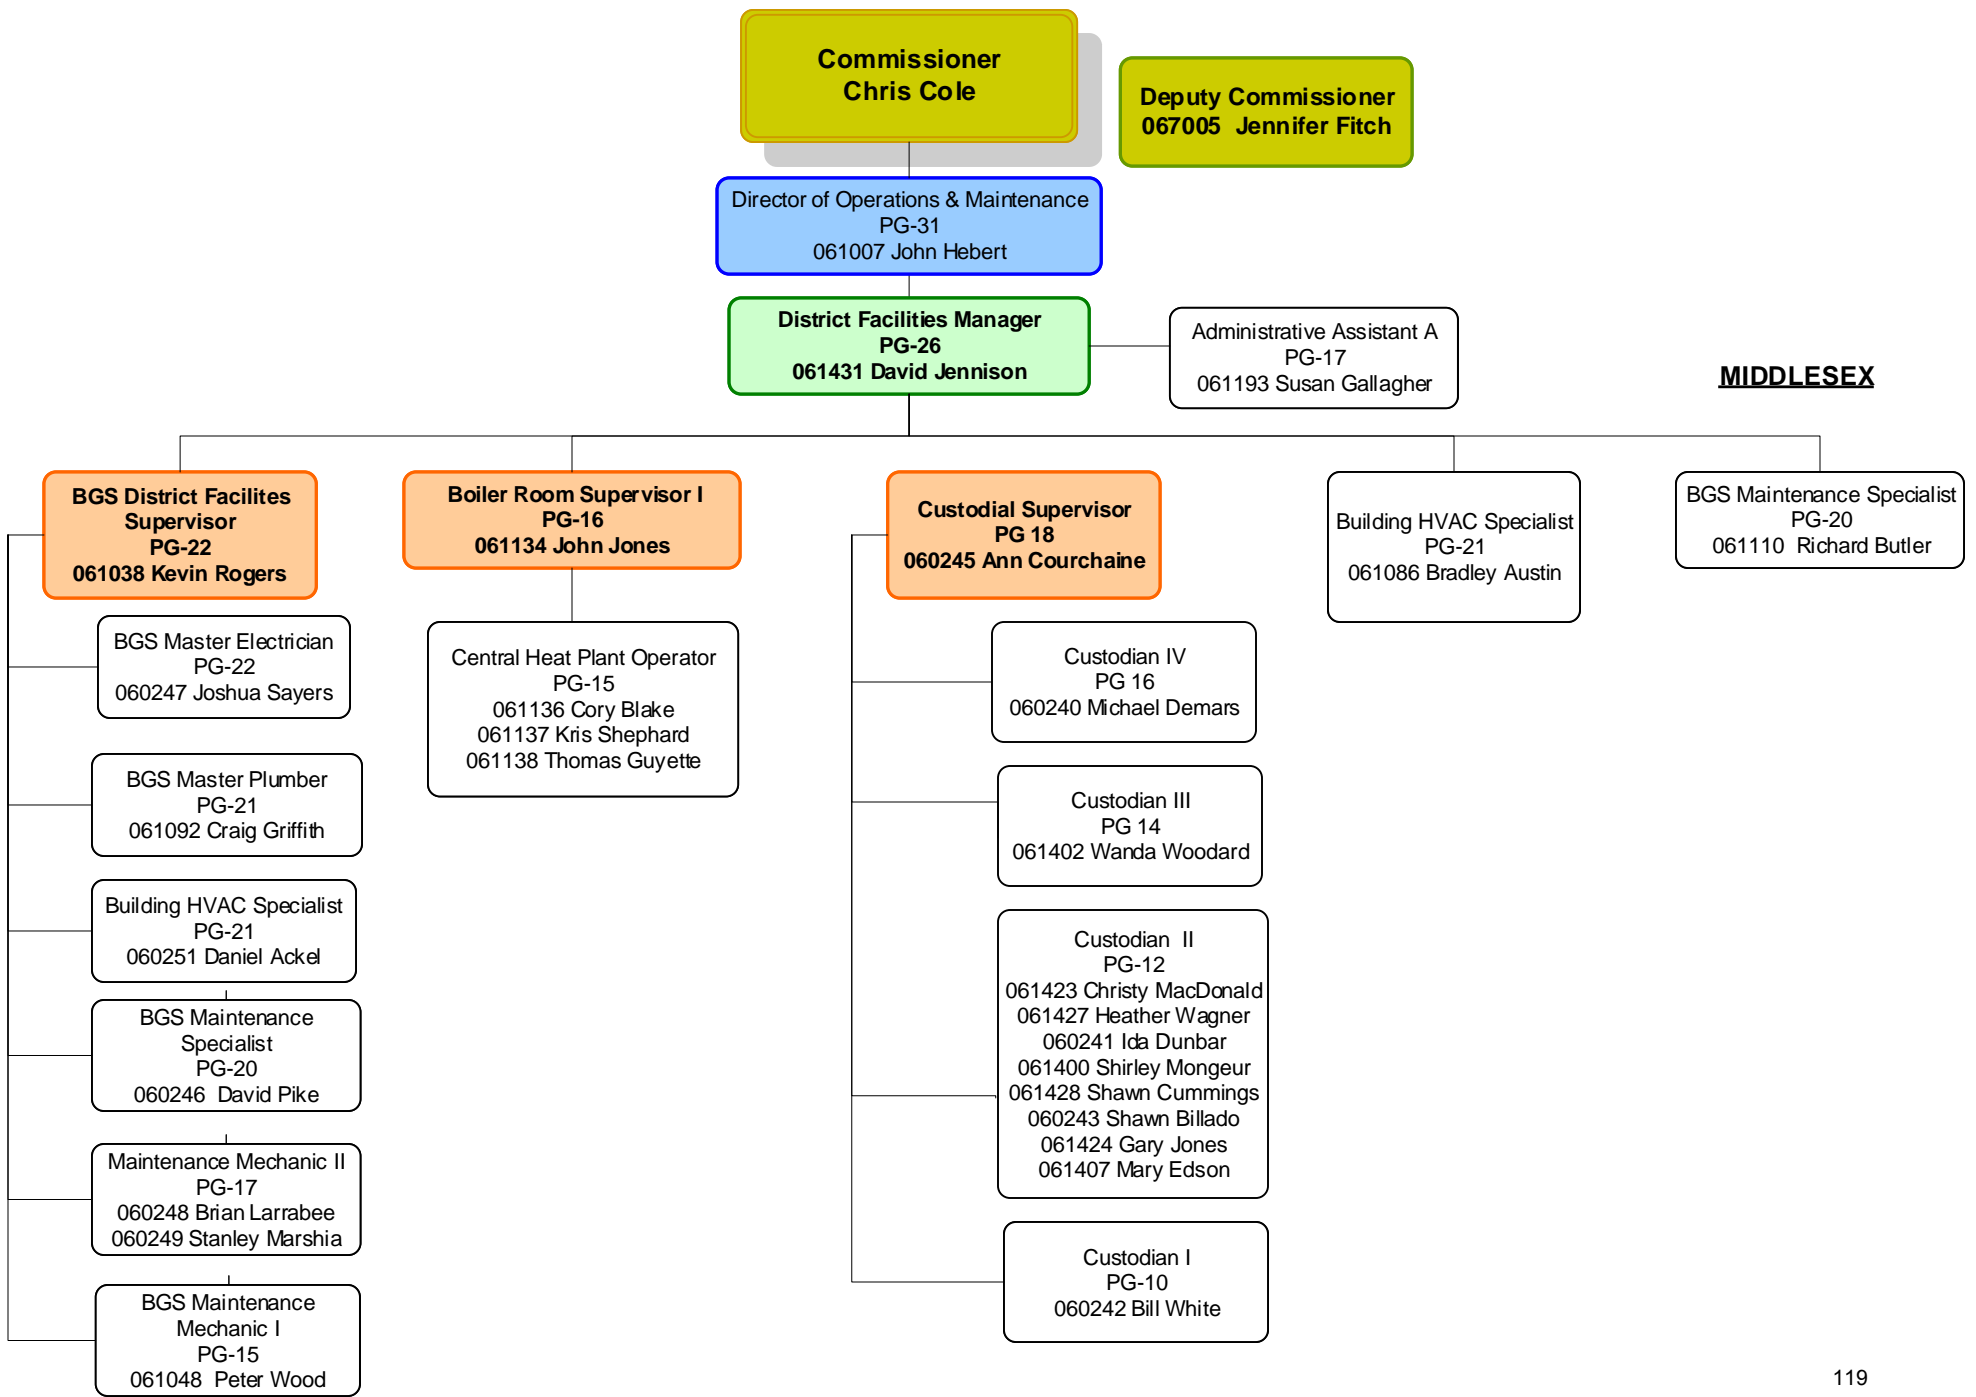 Commissioner
Chris Cole
Deputy Commissioner
067005 Jennifer Fitch
Director of Operations & Maintenance
PG-31
061007 John Hebert
District Facilities Manager
PG-26
061431 David Jennison
Administrative Assistant A
PG-17
061193 Susan Gallagher
MIDDLESEX
BGS District Facilites
Supervisor
PG-22
061038 Kevin Rogers
Boiler Room Supervisor I
PG-16
061134 John Jones
Custodial Supervisor
PG 18
060245 Ann Courchaine
Building HVAC Specialist
PG-21
061086 Bradley Austin
BGS Maintenance Specialist
PG-20
061110 Richard Butler
BGS Master Electrician
PG-22
060247 Joshua Sayers
BGS Master Plumber
PG-21
061092 Craig Griffith
Building HVAC Specialist
PG-21
060251 Daniel Ackel
BGS Maintenance
Specialist
PG-20
060246 David Pike
Maintenance Mechanic II
PG-17
060248 Brian Larrabee
060249 Stanley Marshia
BGS Maintenance
Mechanic I
PG-15
061048 Peter Wood
Central Heat Plant Operator
PG-15
061136 Cory Blake
061137 Kris Shephard
061138 Thomas Guyette
Custodian IV
PG 16
060240 Michael Demars
Custodian III
PG 14
061402 Wanda Woodard
Custodian II
PG-12
061423 Christy MacDonald
061427 Heather Wagner
060241 Ida Dunbar
061400 Shirley Mongeur
061428 Shawn Cummings
060243 Shawn Billado
061424 Gary Jones
061407 Mary Edson
Custodian I
PG-10
060242 Bill White
119